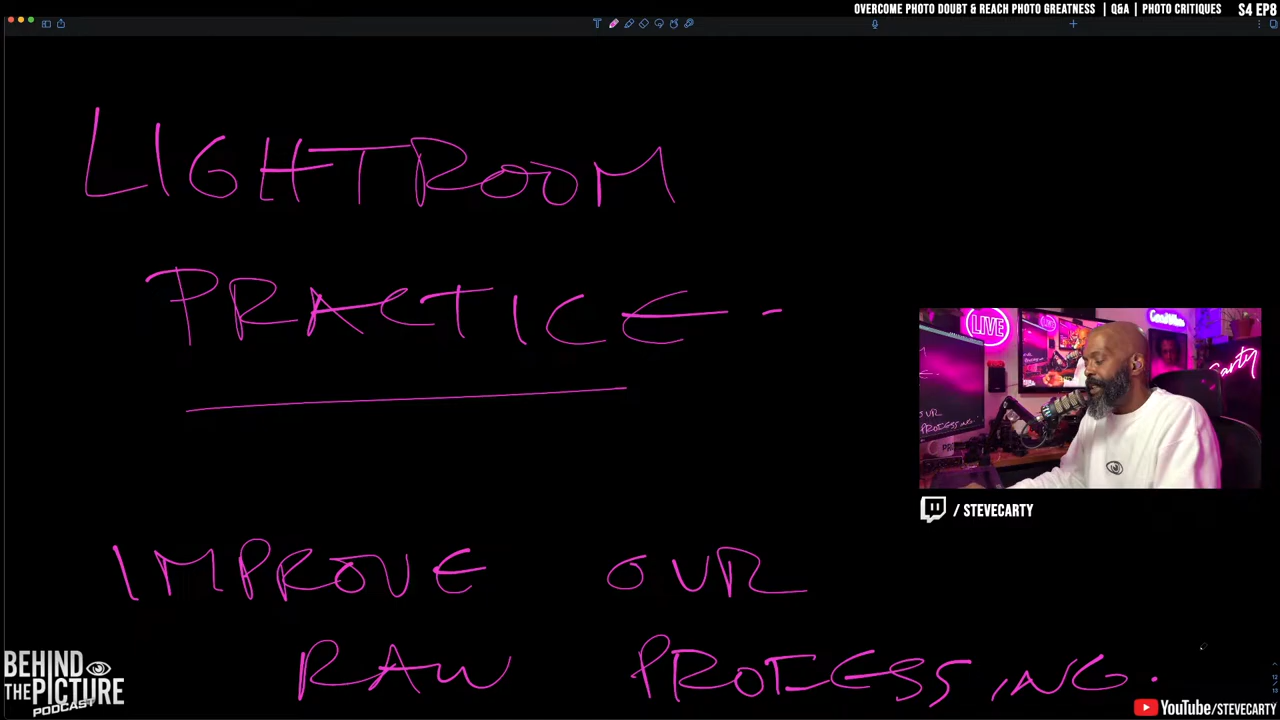 OVERCOME PHOTO DOUBT & REACH PHOTO GREATNESS | Q&A | PHOTO CRITIQUES S4 EP8
LIGHTROOM
PRACTICE -
LIVE
Carty
/ STEVECARTY
IMPROVE OUR
RAW PROCESSING.
BEHIND
THE PICTURE
PODCAST
YouTube/STEVECARTY